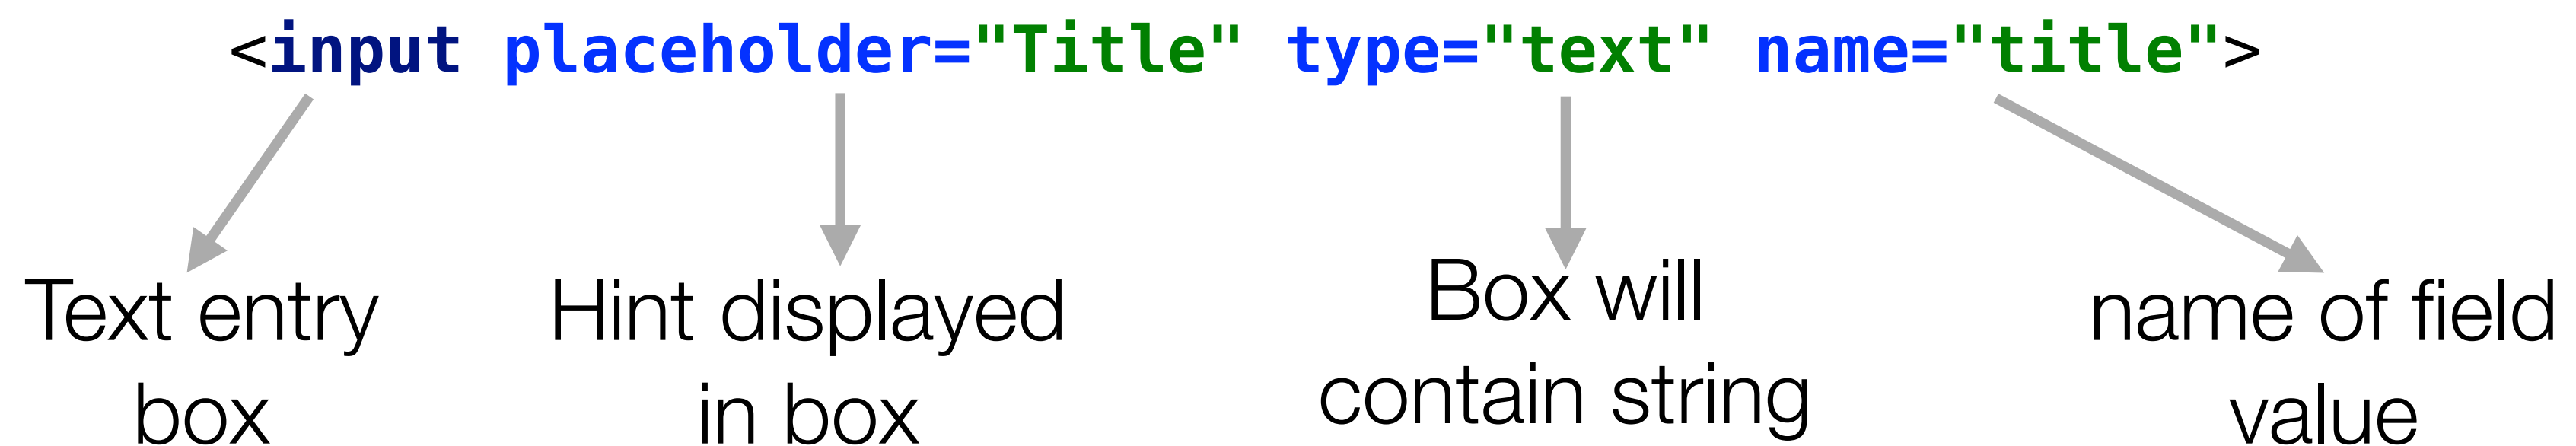 <input placeholder="Title" type="text" name="title">
Text entry
box
Hint displayed
in box
Box will
contain string
name of field
value